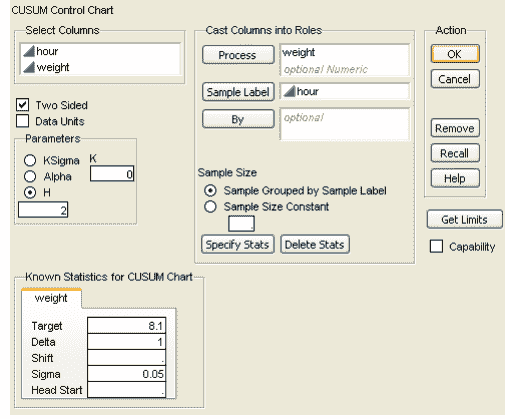 CUSUM Control Chart
Select Columns
hour
weight
Two Sided
Data Units
Parameters
KSigma
Alpha
H
K
0
2
Cast Columns into Roles
Process
weight
optional Numeric
Sample Label
hour
By
optional
Sample Size
Sample Grouped by Sample Label
Sample Size Constant
.
Specify Stats
Delete Stats
Action
OK
Cancel
Remove
Recall
Help
Get Limits
Capability
Known Statistics for CUSUM Chart
weight
Target 8.1
Delta 1
Shift .
Sigma 0.05
Head Start .